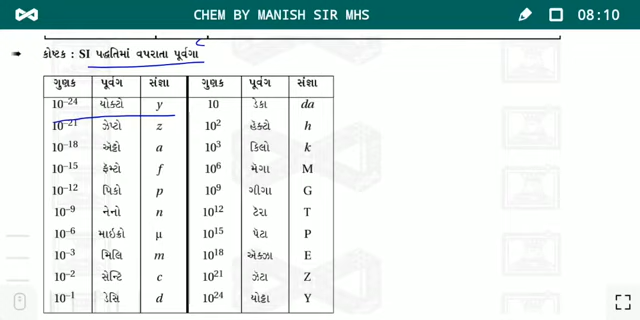 CHEM BY MANISH SIR MHS 08:10
કોષ્ટક : SI પદ્ધતિમાં વપરાતા પૂર્વગો
ગુણક પૂર્વગ સંજ્ઞા ગુણક પૂર્વગ સંજ્ઞા
10⁻²⁴ યોક્ટો y 10 ડેકા da
10⁻²¹ ઝેપ્ટો z 10² હેક્ટો h
10⁻¹⁸ એટ્ટો a 10³ કિલો k
10⁻¹⁵ ફેમ્ટો f 10⁶ મેગા M
10⁻¹² પિકો p 10⁹ ગીગા G
10⁻⁹ નેનો n 10¹² ટેરા T
10⁻⁶ માઇક્રો μ 10¹⁵ પેટા P
10⁻³ મિલિ m 10¹⁸ એક્ઝા E
10⁻² સેન્ટિ c 10²¹ ઝેટા Z
10⁻¹ ડેસિ d 10²⁴ યોટ્ટા Y